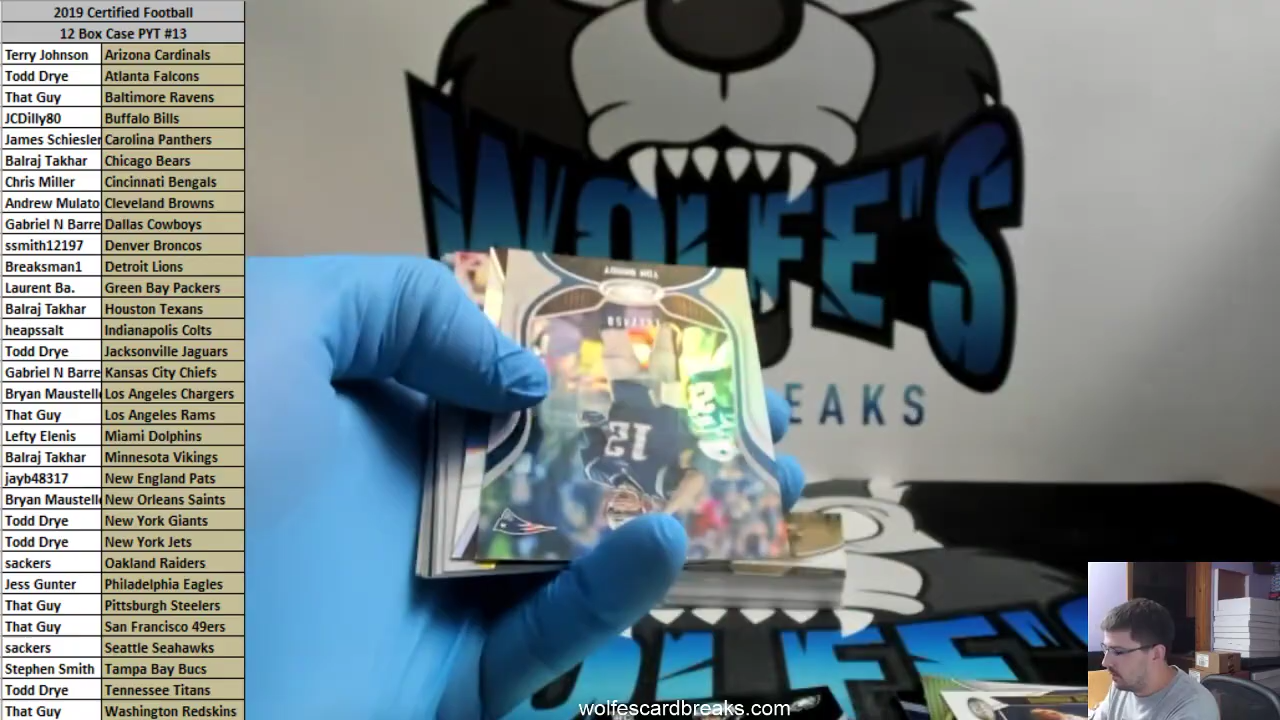 2019 Certified Football
12 Box Case PYT #13
Terry Johnson Arizona Cardinals
Todd Drye Atlanta Falcons
That Guy Baltimore Ravens
JCDilly80 Buffalo Bills
James Schiesler Carolina Panthers
Balraj Takhar Chicago Bears
Chris Miller Cincinnati Bengals
Andrew Mulato Cleveland Browns
Gabriel N Barre Dallas Cowboys
ssmith12197 Denver Broncos
Breaksman1 Detroit Lions
Laurent Ba. Green Bay Packers
Balraj Takhar Houston Texans
heapssalt Indianapolis Colts
Todd Drye Jacksonville Jaguars
Gabriel N Barre Kansas City Chiefs
Bryan Maustelle Los Angeles Chargers
That Guy Los Angeles Rams
Lefty Elenis Miami Dolphins
Balraj Takhar Minnesota Vikings
jayb48317 New England Pats
Bryan Maustelle New Orleans Saints
Todd Drye New York Giants
Todd Drye New York Jets
sackers Oakland Raiders
Jess Gunter Philadelphia Eagles
That Guy Pittsburgh Steelers
That Guy San Francisco 49ers
sackers Seattle Seahawks
Stephen Smith Tampa Bay Bucs
Todd Drye Tennessee Titans
That Guy Washington Redskins
WOLFE'S
EAKS
TOM BRADY
12
OLFE'S
wolfescardbreaks.com